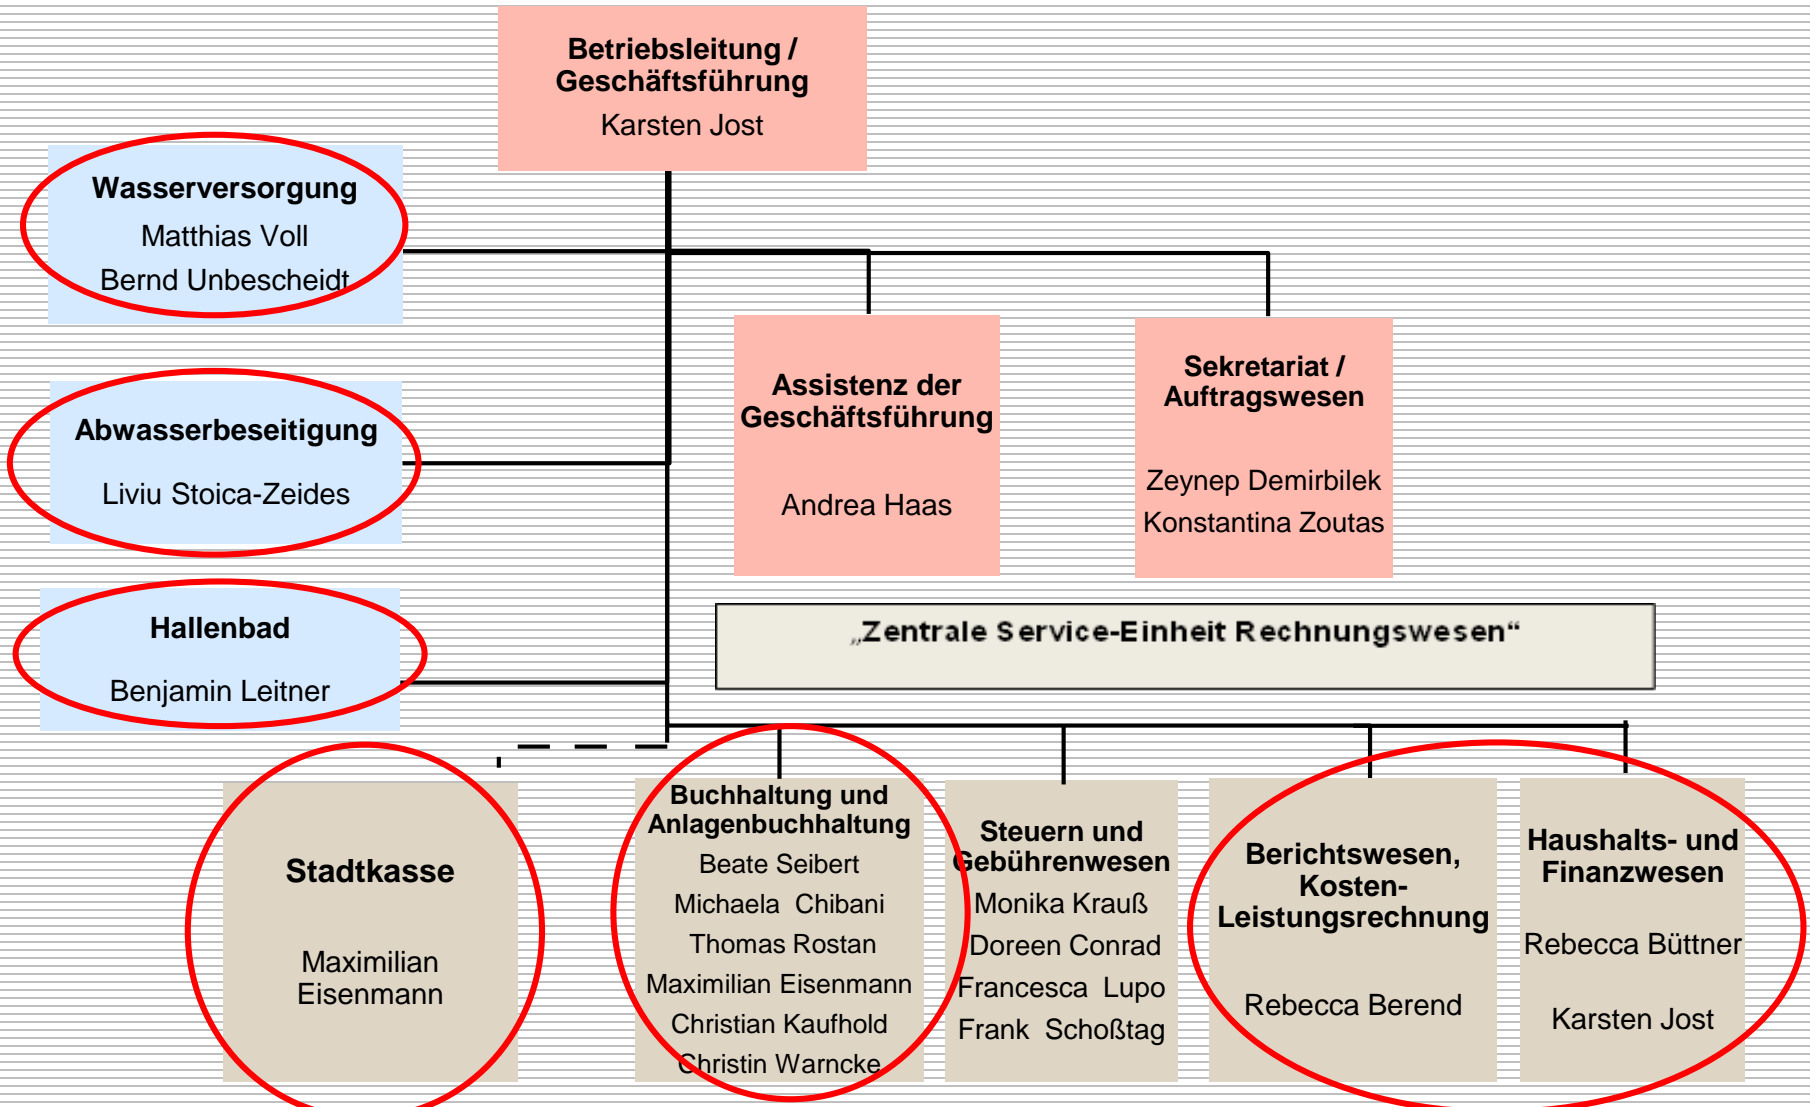 Betriebsleitung /
Geschäftsführung
Karsten Jost
Wasserversorgung
Matthias Voll
Bernd Unbescheidt
Abwasserbeseitigung
Liviu Stoica-Zeides
Hallenbad
Benjamin Leitner
Assistenz der
Geschäftsführung
Andrea Haas
Sekretariat /
Auftragswesen
Zeynep Demirbilek
Konstantina Zoutas
„Zentrale Service-Einheit Rechnungswesen“
Stadtkasse
Maximilian
Eisenmann
Buchhaltung und
Anlagenbuchhaltung
Beate Seibert
Michaela Chibani
Thomas Rostan
Maximilian Eisenmann
Christian Kaufhold
Christin Warncke
Steuern und
Gebührenwesen
Monika Krauß
Doreen Conrad
Francesca Lupo
Frank Schoßtag
Berichtswesen,
Kosten-
Leistungsrechnung
Rebecca Berend
Haushalts- und
Finanzwesen
Rebecca Büttner
Karsten Jost